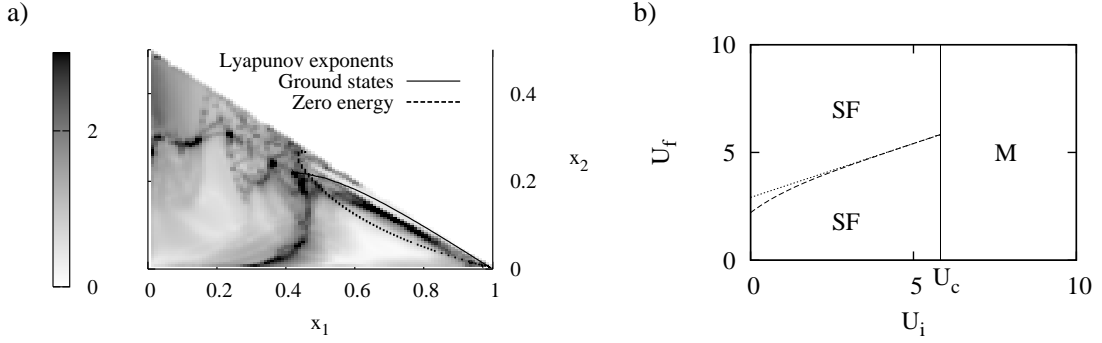 a)
Lyapunov exponents
Ground states
Zero energy
2
0
0.4
0.2
0
x2
0 0.2 0.4 0.6 0.8 1
x1
b)
10
5
0
Uf
SF
SF
M
0 5 Uc 10
Ui